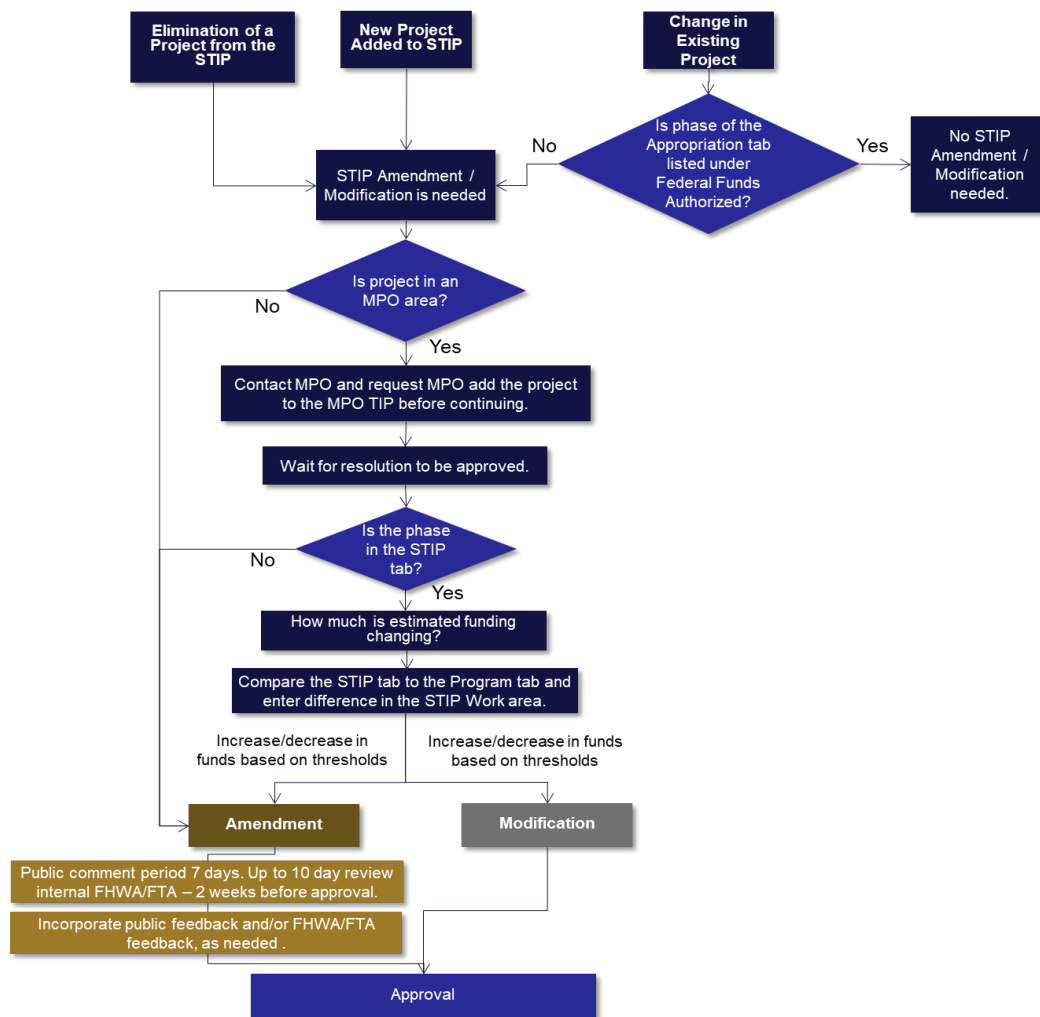 Elimination of a
Project from the
STIP
New Project
Added to STIP
Change in
Existing
Project
Is phase of the
Appropriation tab
listed under
Federal Funds
Authorized?
No
Yes
No STIP
Amendment /
Modification
needed.
STIP Amendment /
Modification is needed
Is project in an
MPO area?
No
Yes
Contact MPO and request MPO add the project
to the MPO TIP before continuing.
Wait for resolution to be approved.
Is the phase
in the STIP
tab?
No
Yes
How much is estimated funding
changing?
Compare the STIP tab to the Program tab and
enter difference in the STIP Work area.
Increase/decrease in
funds based on thresholds
Increase/decrease in funds
based on thresholds
Amendment
Modification
Public comment period 7 days. Up to 10 day review
internal FHWA/FTA – 2 weeks before approval.
Incorporate public feedback and/or FHWA/FTA
feedback, as needed .
Approval